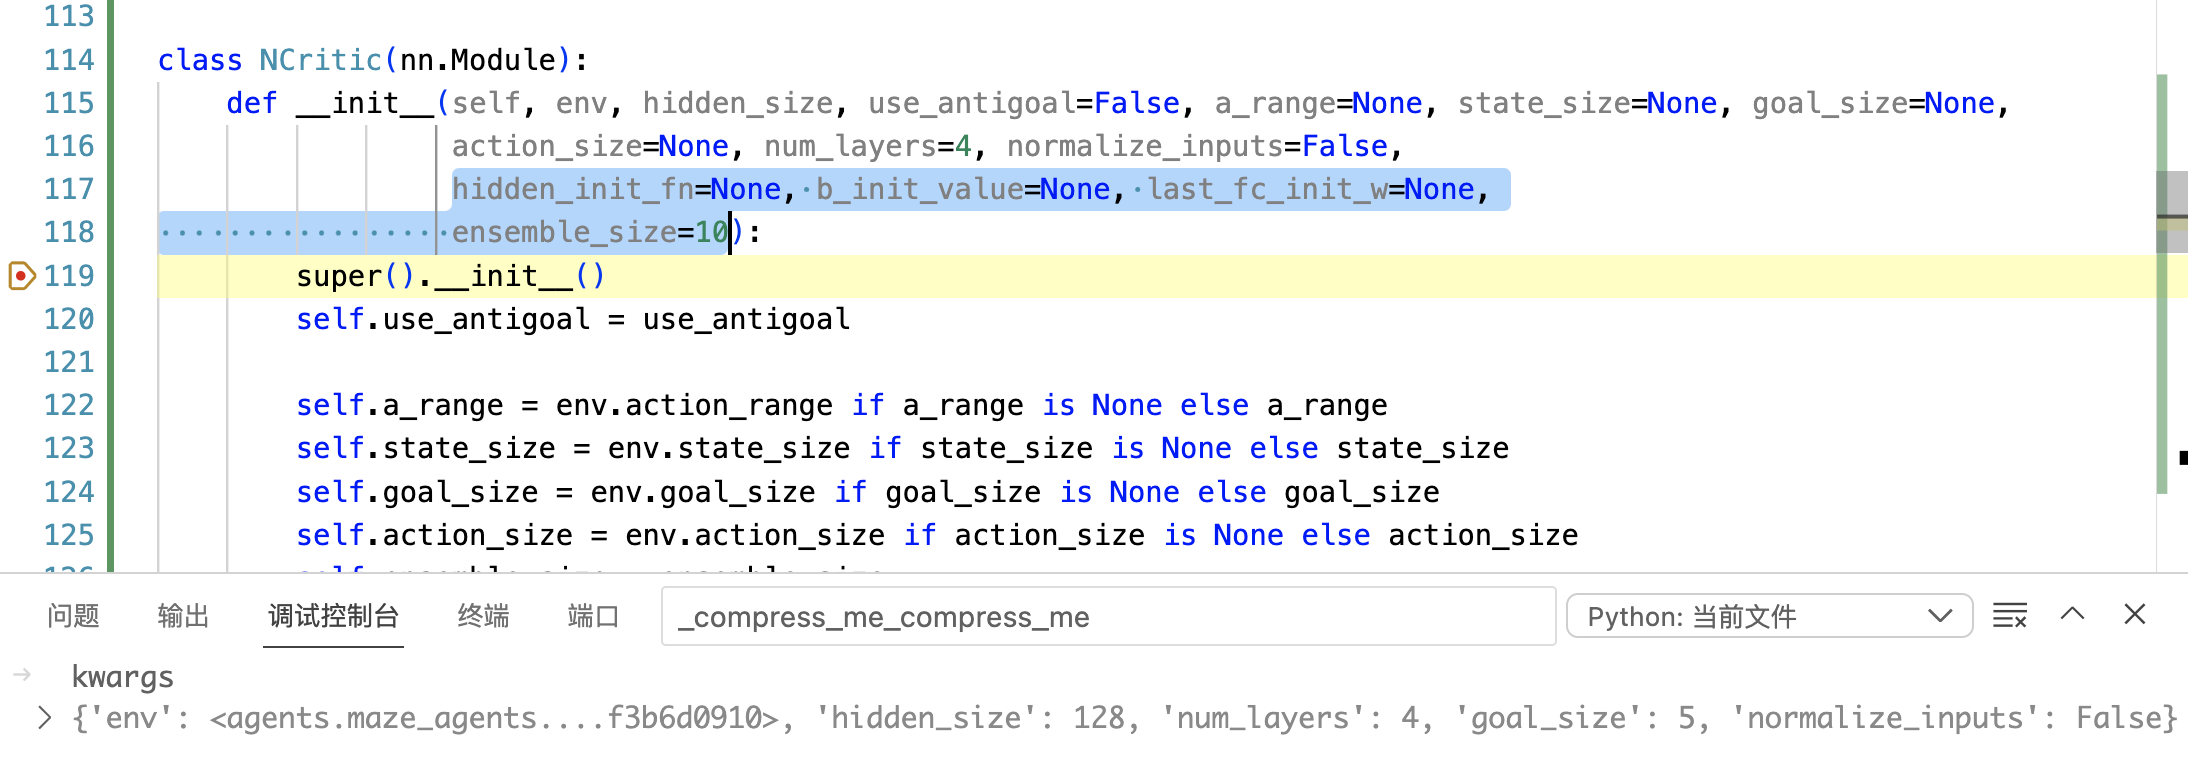 113
114 class NCritic(nn.Module):
115 def __init__(self, env, hidden_size, use_antigoal=False, a_range=None, state_size=None, goal_size=None,
116 action_size=None, num_layers=4, normalize_inputs=False,
117 hidden_init_fn=None, b_init_value=None, last_fc_init_w=None,
118 ensemble_size=10):
119 super().__init__()
120 self.use_antigoal = use_antigoal
121
122 self.a_range = env.action_range if a_range is None else a_range
123 self.state_size = env.state_size if state_size is None else state_size
124 self.goal_size = env.goal_size if goal_size is None else goal_size
125 self.action_size = env.action_size if action_size is None else action_size
问题 输出 调试控制台 终端 端口 _compress_me_compress_me Python: 当前文件
kwargs
{'env': <agents.maze_agents....f3b6d0910>, 'hidden_size': 128, 'num_layers': 4, 'goal_size': 5, 'normalize_inputs': False}